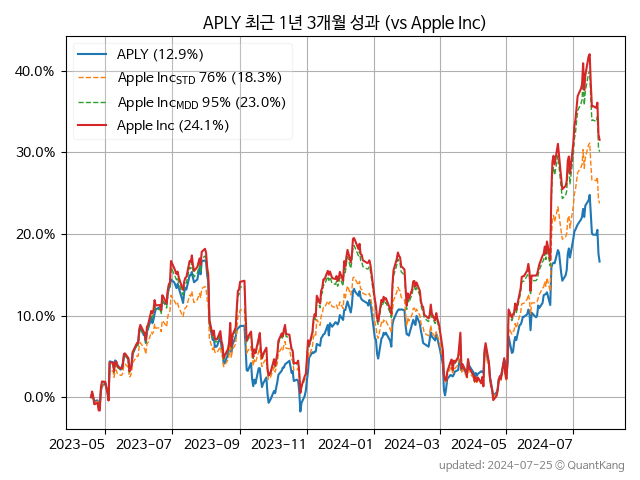 APLY 최근 1년 3개월 성과 (vs Apple Inc)
APLY (12.9%)
Apple Inc_STD 76% (18.3%)
Apple Inc_MDD 95% (23.0%)
Apple Inc (24.1%)
40.0%
30.0%
20.0%
10.0%
0.0%
2023-05 2023-07 2023-09 2023-11 2024-01 2024-03 2024-05 2024-07
updated: 2024-07-25 ⓒ QuantKang